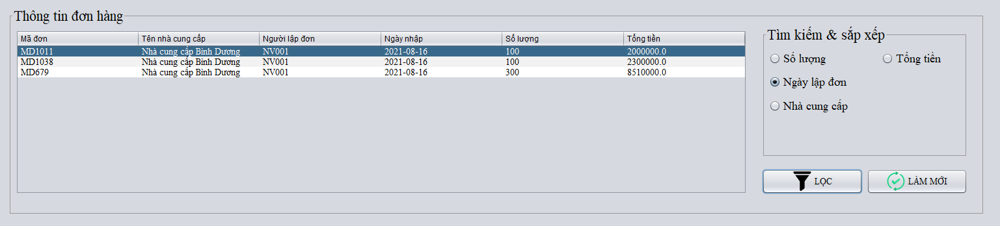 Thông tin đơn hàng
Mã đơn Tên nhà cung cấp Người lập đơn Ngày nhập Số lượng Tổng tiền
MD1011 Nhà cung cấp Bình Dương NV001 2021-08-16 100 2000000.0
MD1038 Nhà cung cấp Bình Dương NV001 2021-08-16 100 2300000.0
MD679 Nhà cung cấp Bình Dương NV001 2021-08-16 300 8510000.0
Tìm kiếm & sắp xếp
Số lượng Tổng tiền
Ngày lập đơn
Nhà cung cấp
LỌC LÀM MỚI